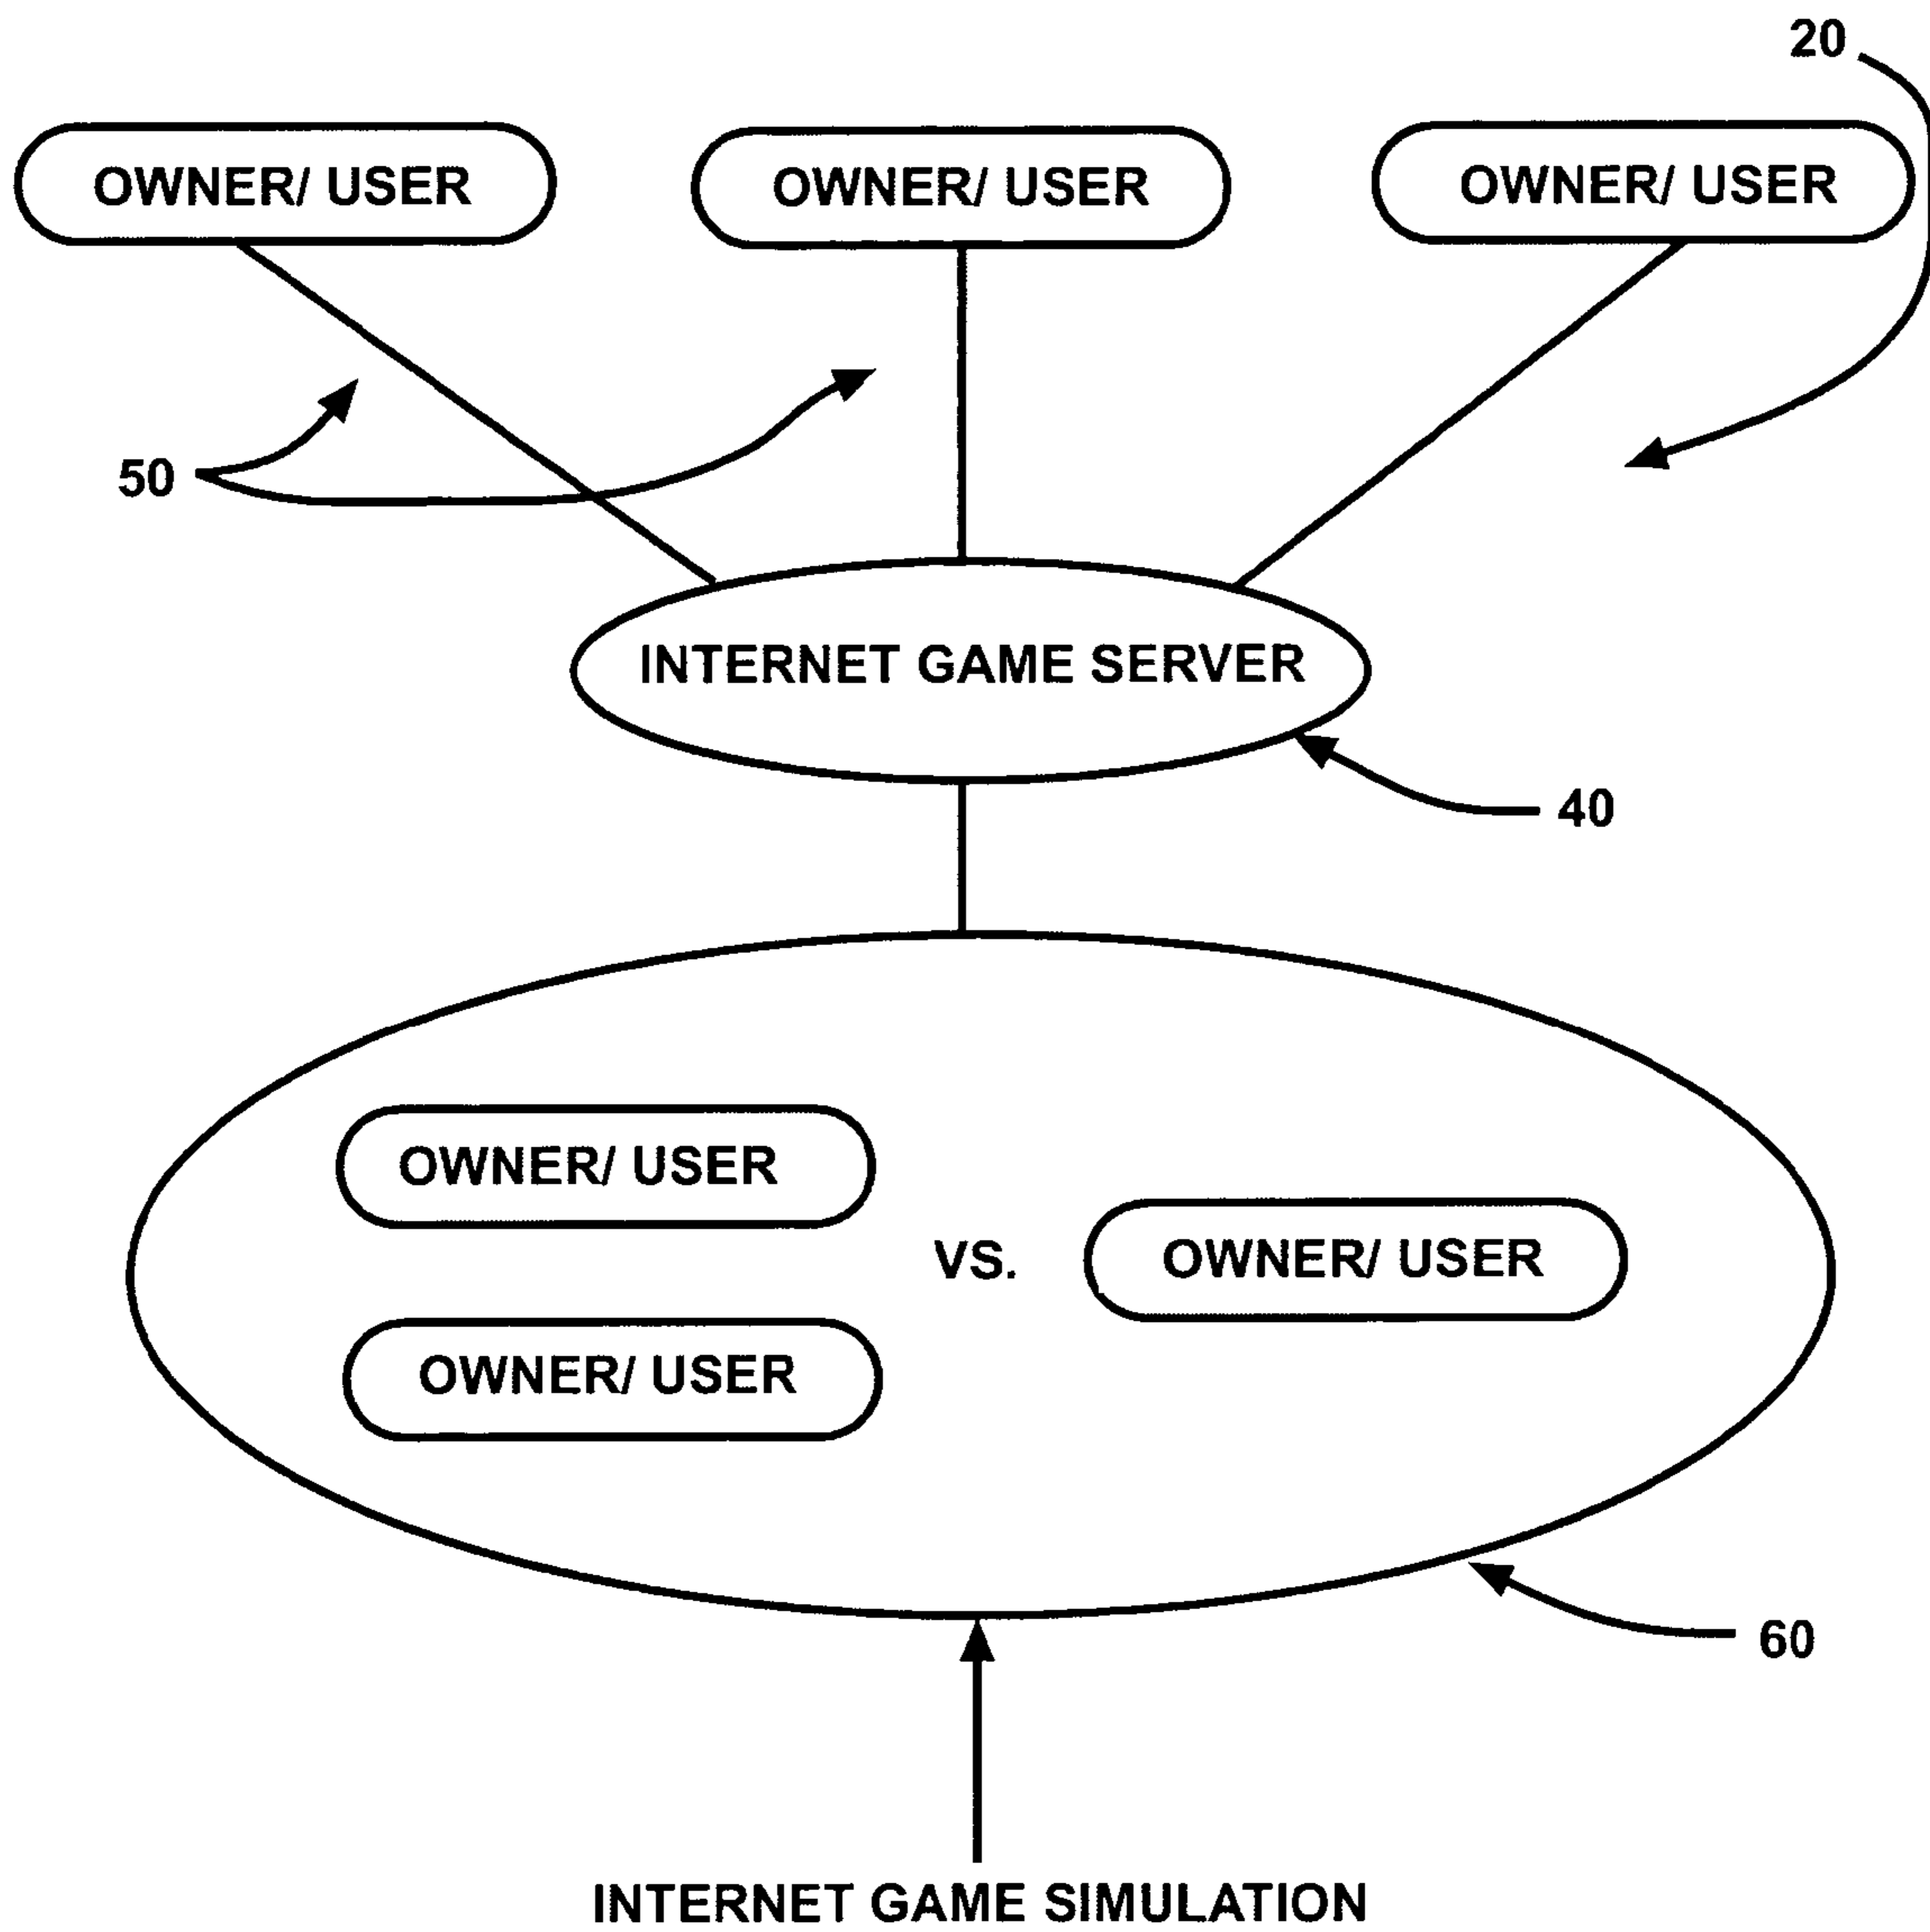 20
OWNER/ USER
OWNER/ USER
OWNER/ USER
50
INTERNET GAME SERVER
40
OWNER/ USER
VS.
OWNER/ USER
OWNER/ USER
60
INTERNET GAME SIMULATION